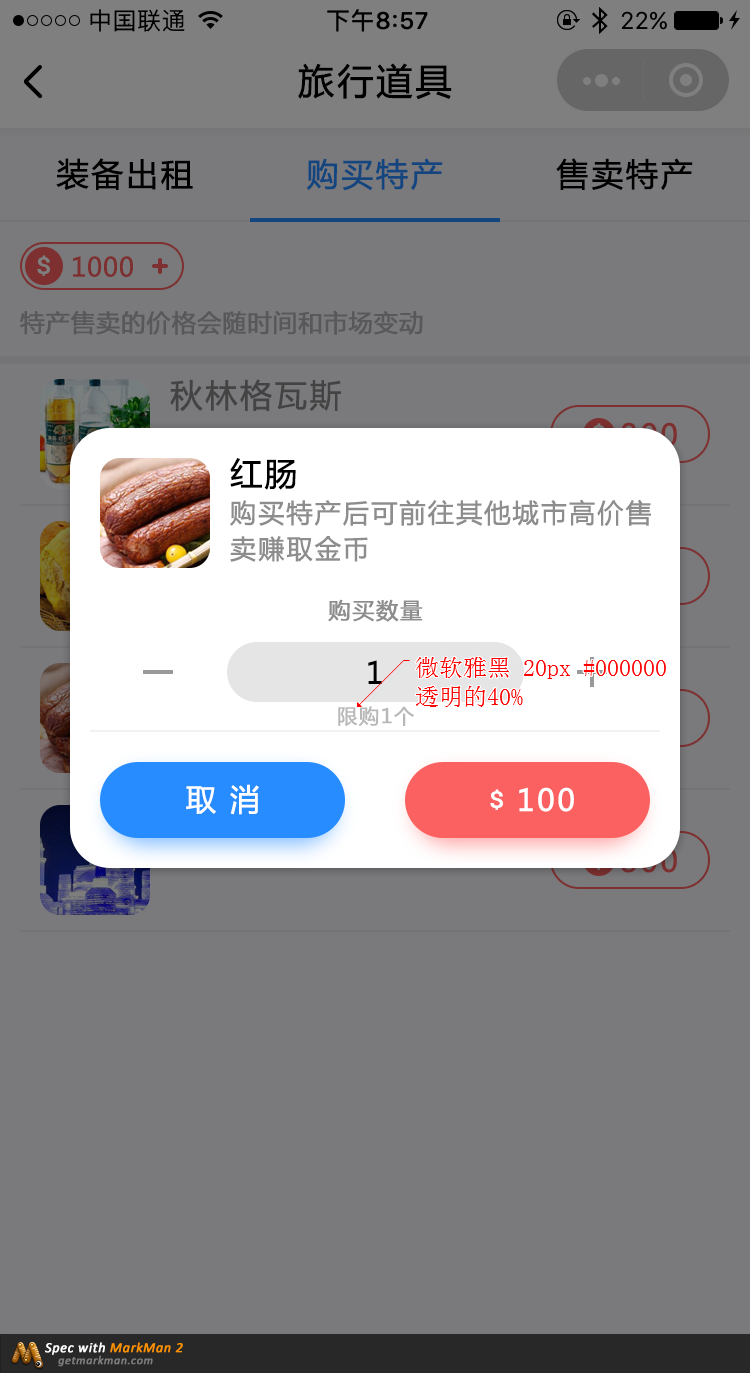 中国联通 下午8:57 22%
旅行道具
装备出租 购买特产 售卖特产
$ 1000 +
特产售卖的价格会随时间和市场变动
秋林格瓦斯
红肠
购买特产后可前往其他城市高价售
卖赚取金币
购买数量
1
微软雅黑 20px #000000
透明的40%
限购1个
取 消 $ 100
Spec with MarkMan 2
getmarkman.com